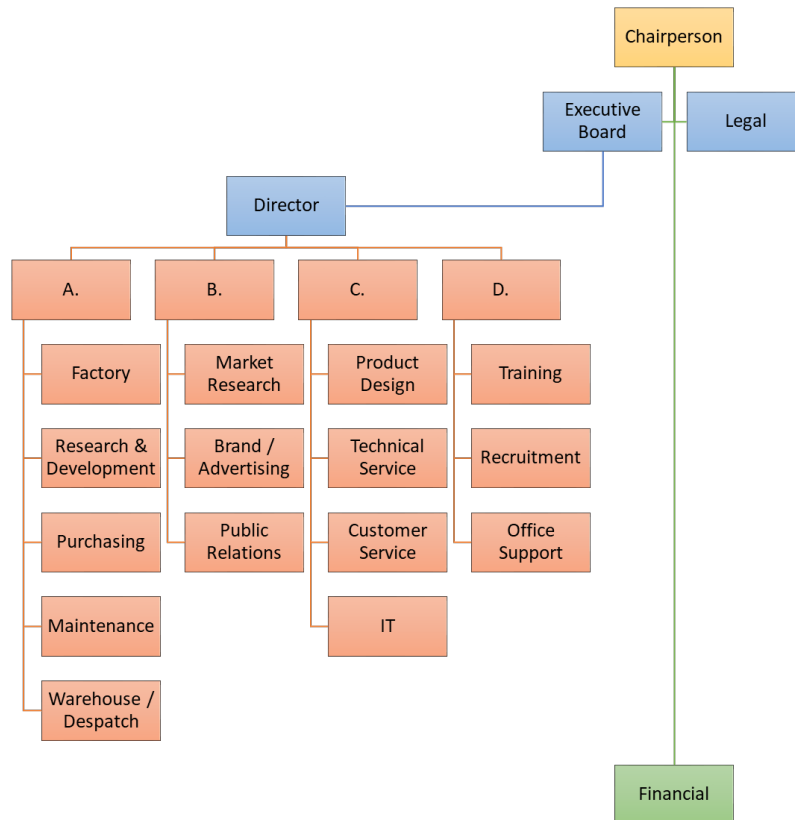 Chairperson
Executive
Board
Legal
Director
A.
B.
C.
D.
Factory
Market
Research
Product
Design
Training
Research &
Development
Brand /
Advertising
Technical
Service
Recruitment
Purchasing
Public
Relations
Customer
Service
Office
Support
Maintenance
IT
Warehouse /
Despatch
Financial